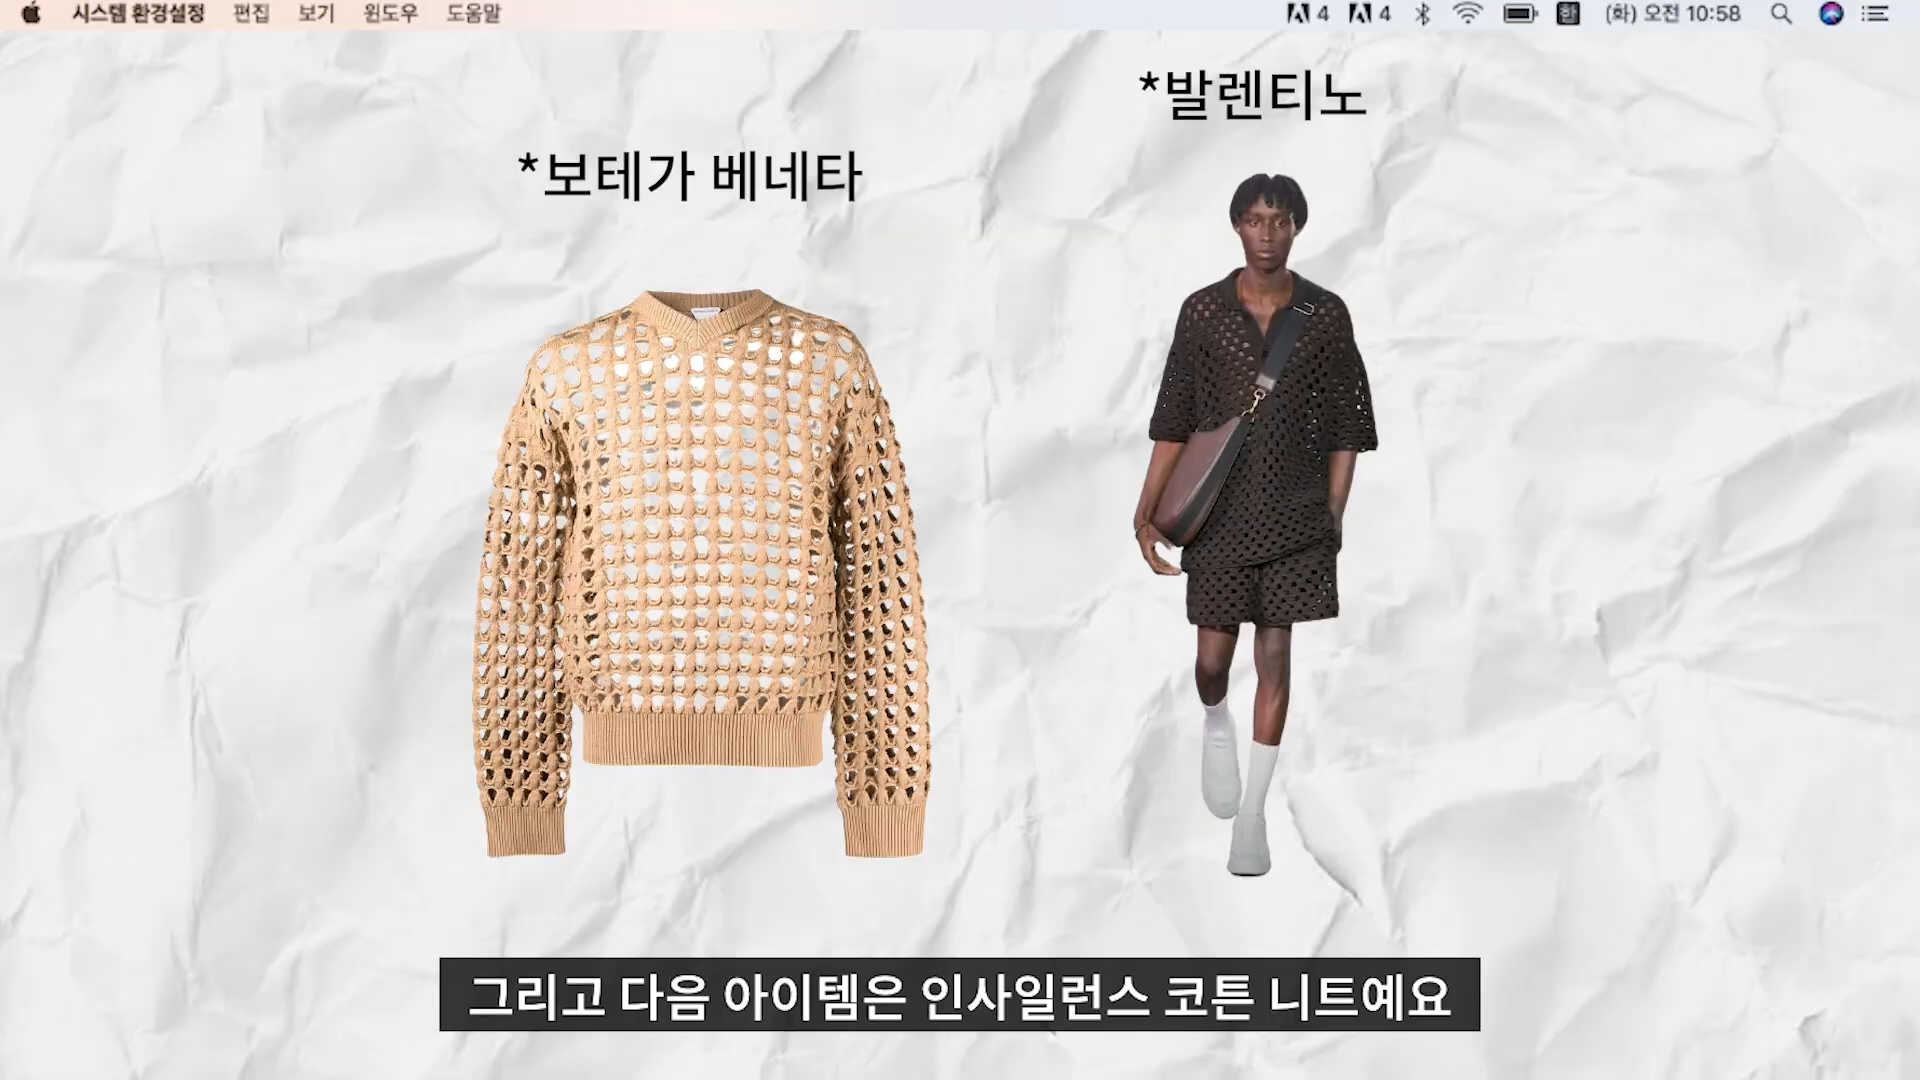 시스템 환경설정 편집 보기 윈도우 도움말 4 4 한 (화) 오전 10:58
*발렌티노
*보테가 베네타
그리고 다음 아이템은 인사일런스 코튼 니트예요